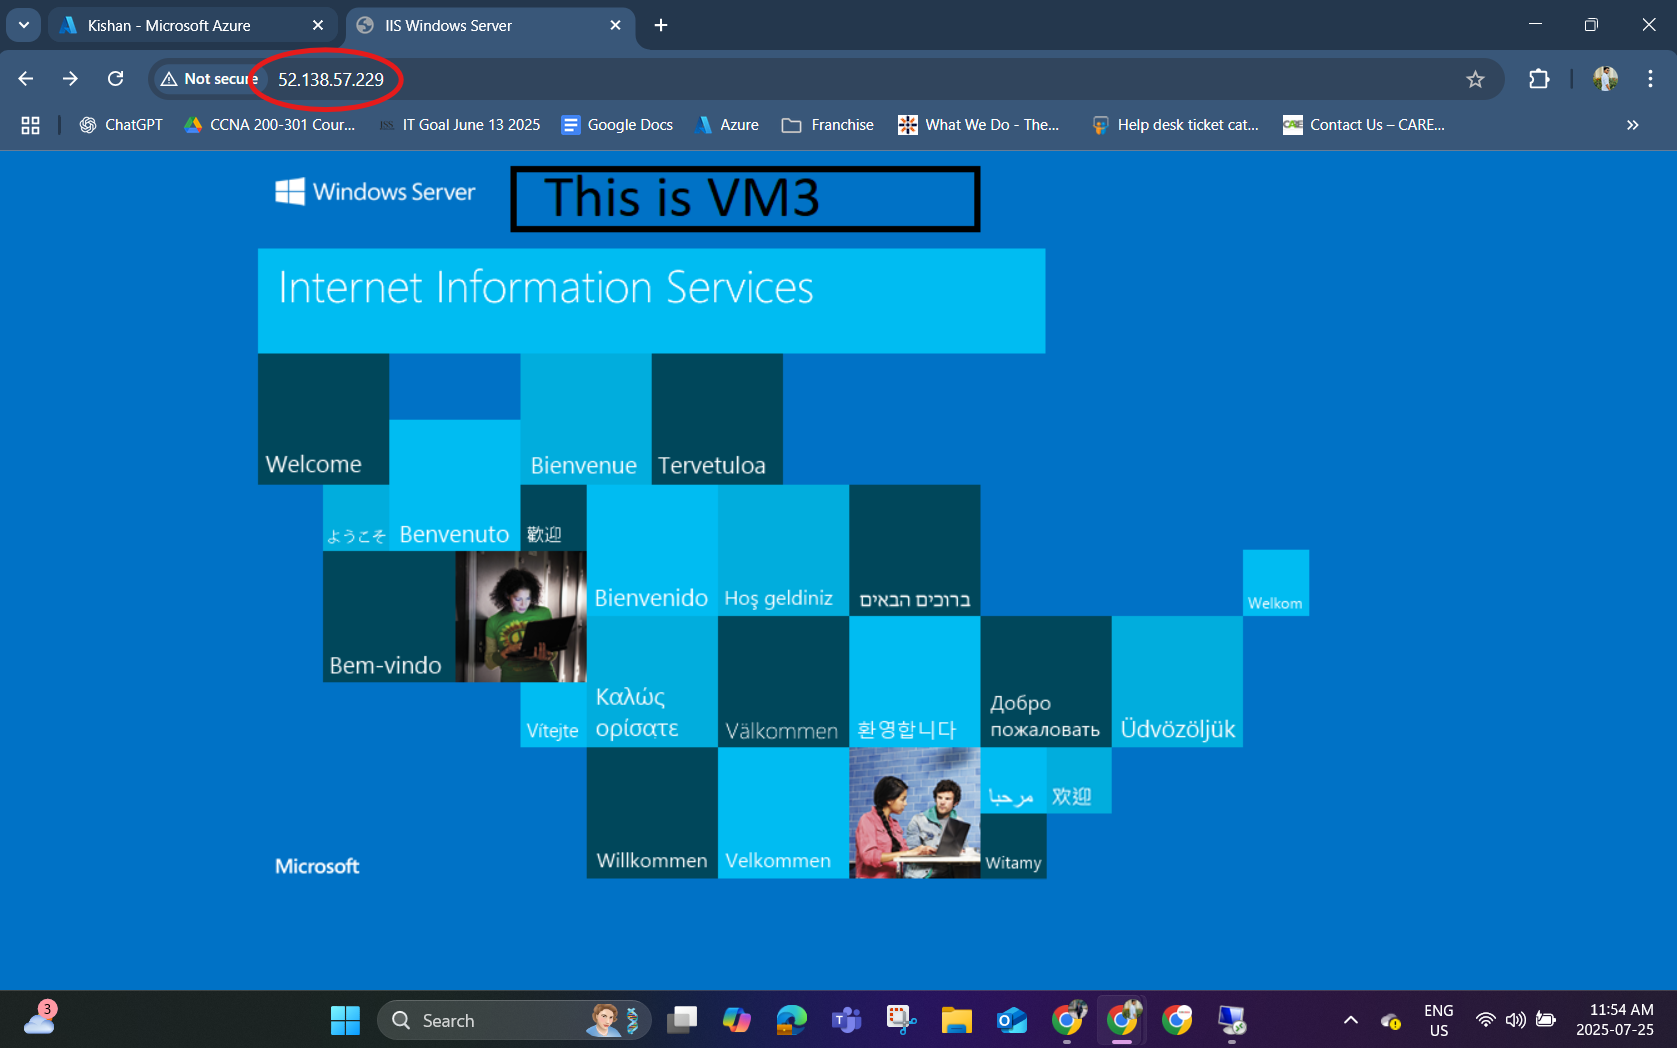 Kishan - Microsoft Azure
IIS Windows Server
Not secure
52.138.57.229
ChatGPT
CCNA 200-301 Cour...
IT Goal June 13 2025
Google Docs
Azure
Franchise
What We Do - The...
Help desk ticket cat...
Contact Us – CARE...
Windows Server
This is VM3
Internet Information Services
Welcome
Bienvenue
Tervetuloa
ようこそ
Benvenuto
歡迎
Bienvenido
Hoş geldiniz
ברוכים הבאים
Welkom
Bem-vindo
Vítejte
Καλώς
ορίσατε
Välkommen
환영합니다
Добро
пожаловать
Üdvözöljük
Microsoft
Willkommen
Velkommen
مرحبا
欢迎
Witamy
3
Search
ENG
US
11:54 AM
2025-07-25